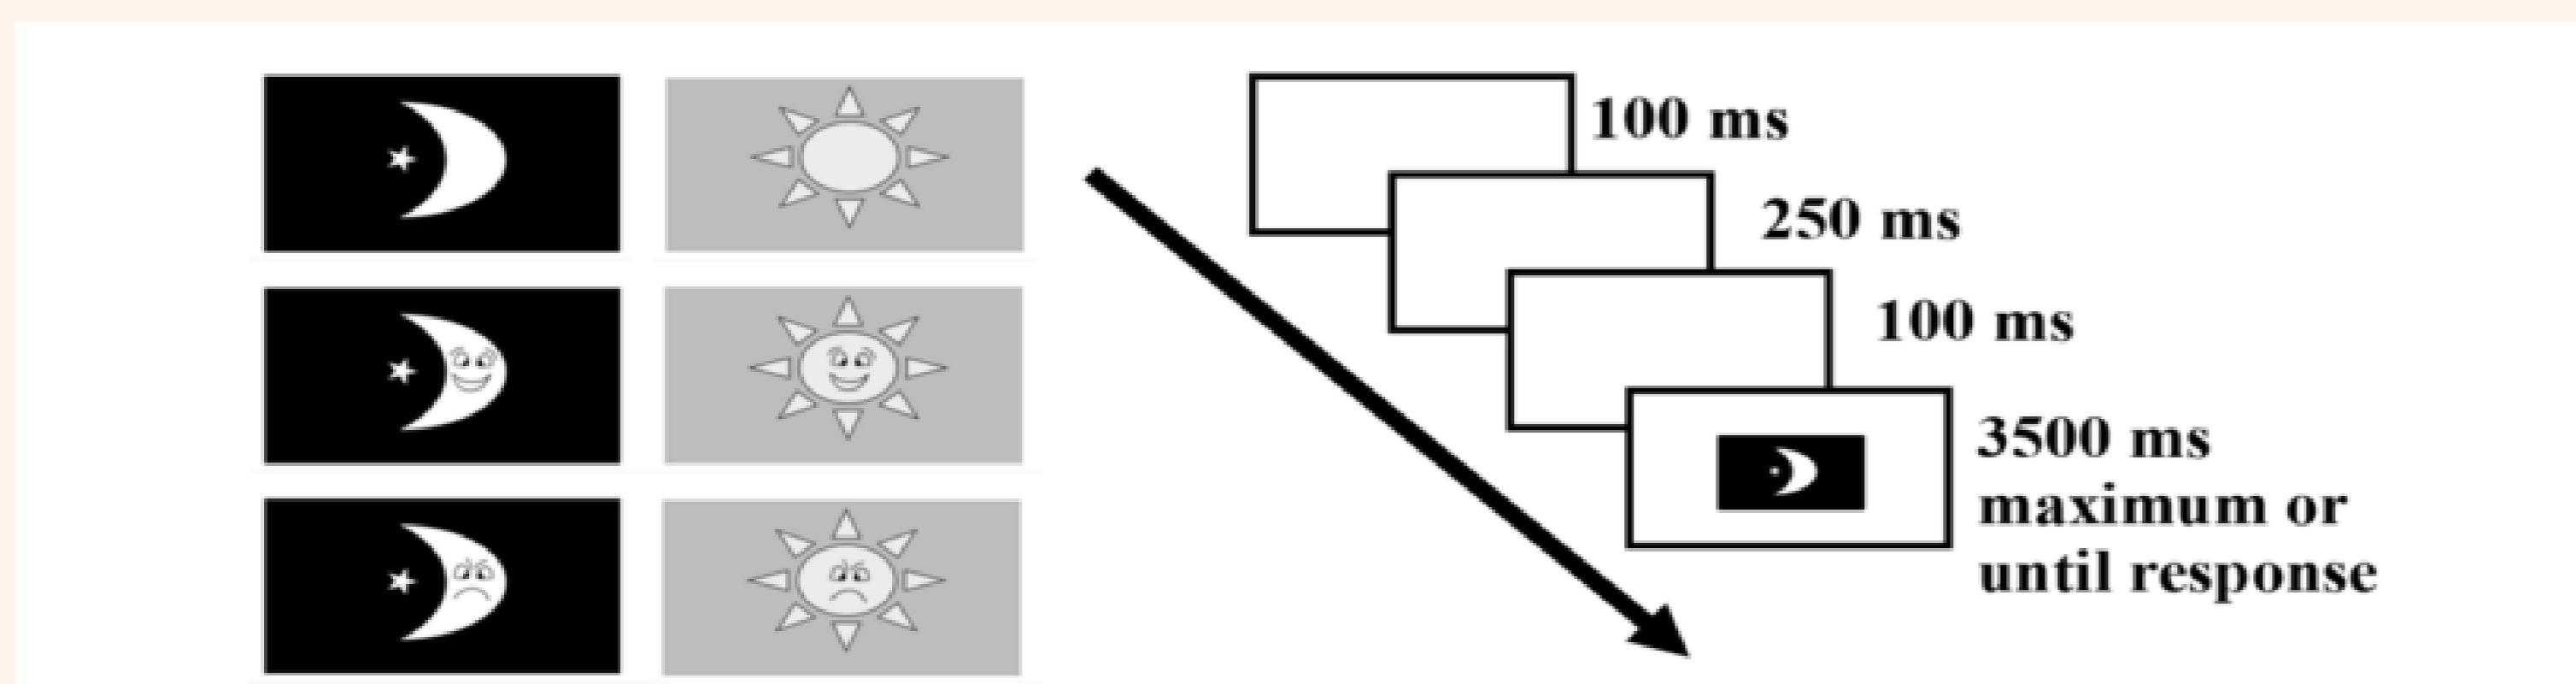 100 ms
250 ms
100 ms
3500 ms
maximum or
until response